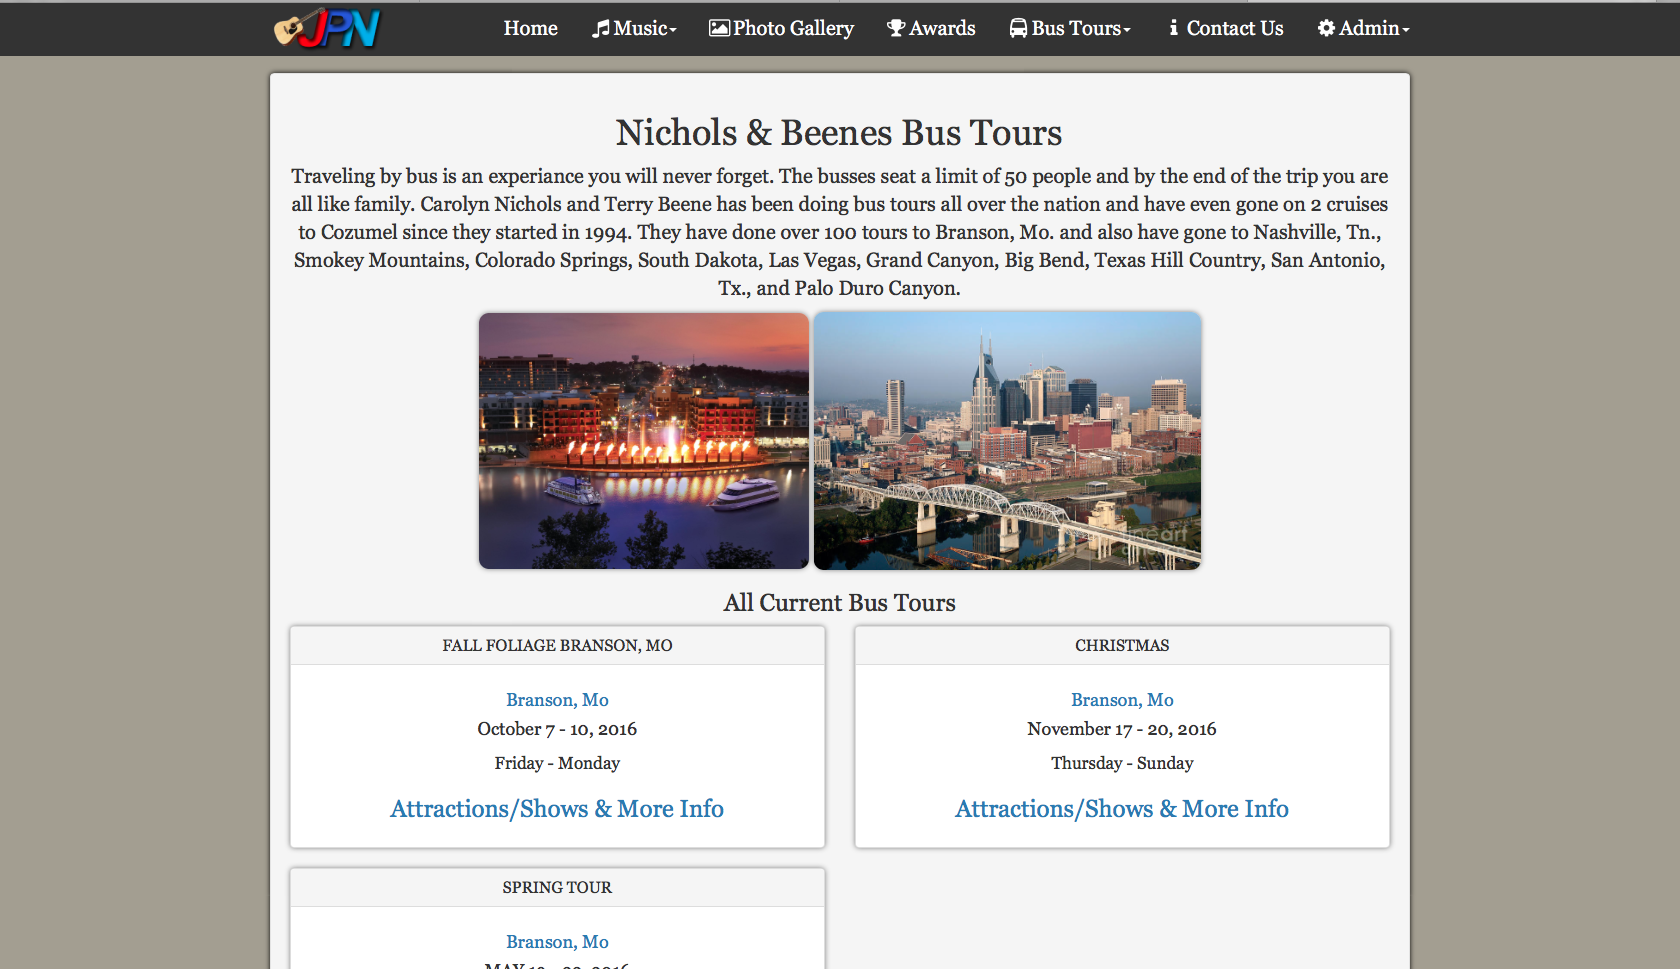 JPN
Home Music Photo Gallery Awards Bus Tours Contact Us Admin
Nichols & Beenes Bus Tours
Traveling by bus is an experiance you will never forget. The busses seat a limit of 50 people and by the end of the trip you are
all like family. Carolyn Nichols and Terry Beene has been doing bus tours all over the nation and have even gone on 2 cruises
to Cozumel since they started in 1994. They have done over 100 tours to Branson, Mo. and also have gone to Nashville, Tn.,
Smokey Mountains, Colorado Springs, South Dakota, Las Vegas, Grand Canyon, Big Bend, Texas Hill Country, San Antonio,
Tx., and Palo Duro Canyon.
All Current Bus Tours
FALL FOLIAGE BRANSON, MO
Branson, Mo
October 7 - 10, 2016
Friday - Monday
Attractions/Shows & More Info
CHRISTMAS
Branson, Mo
November 17 - 20, 2016
Thursday - Sunday
Attractions/Shows & More Info
SPRING TOUR
Branson, Mo